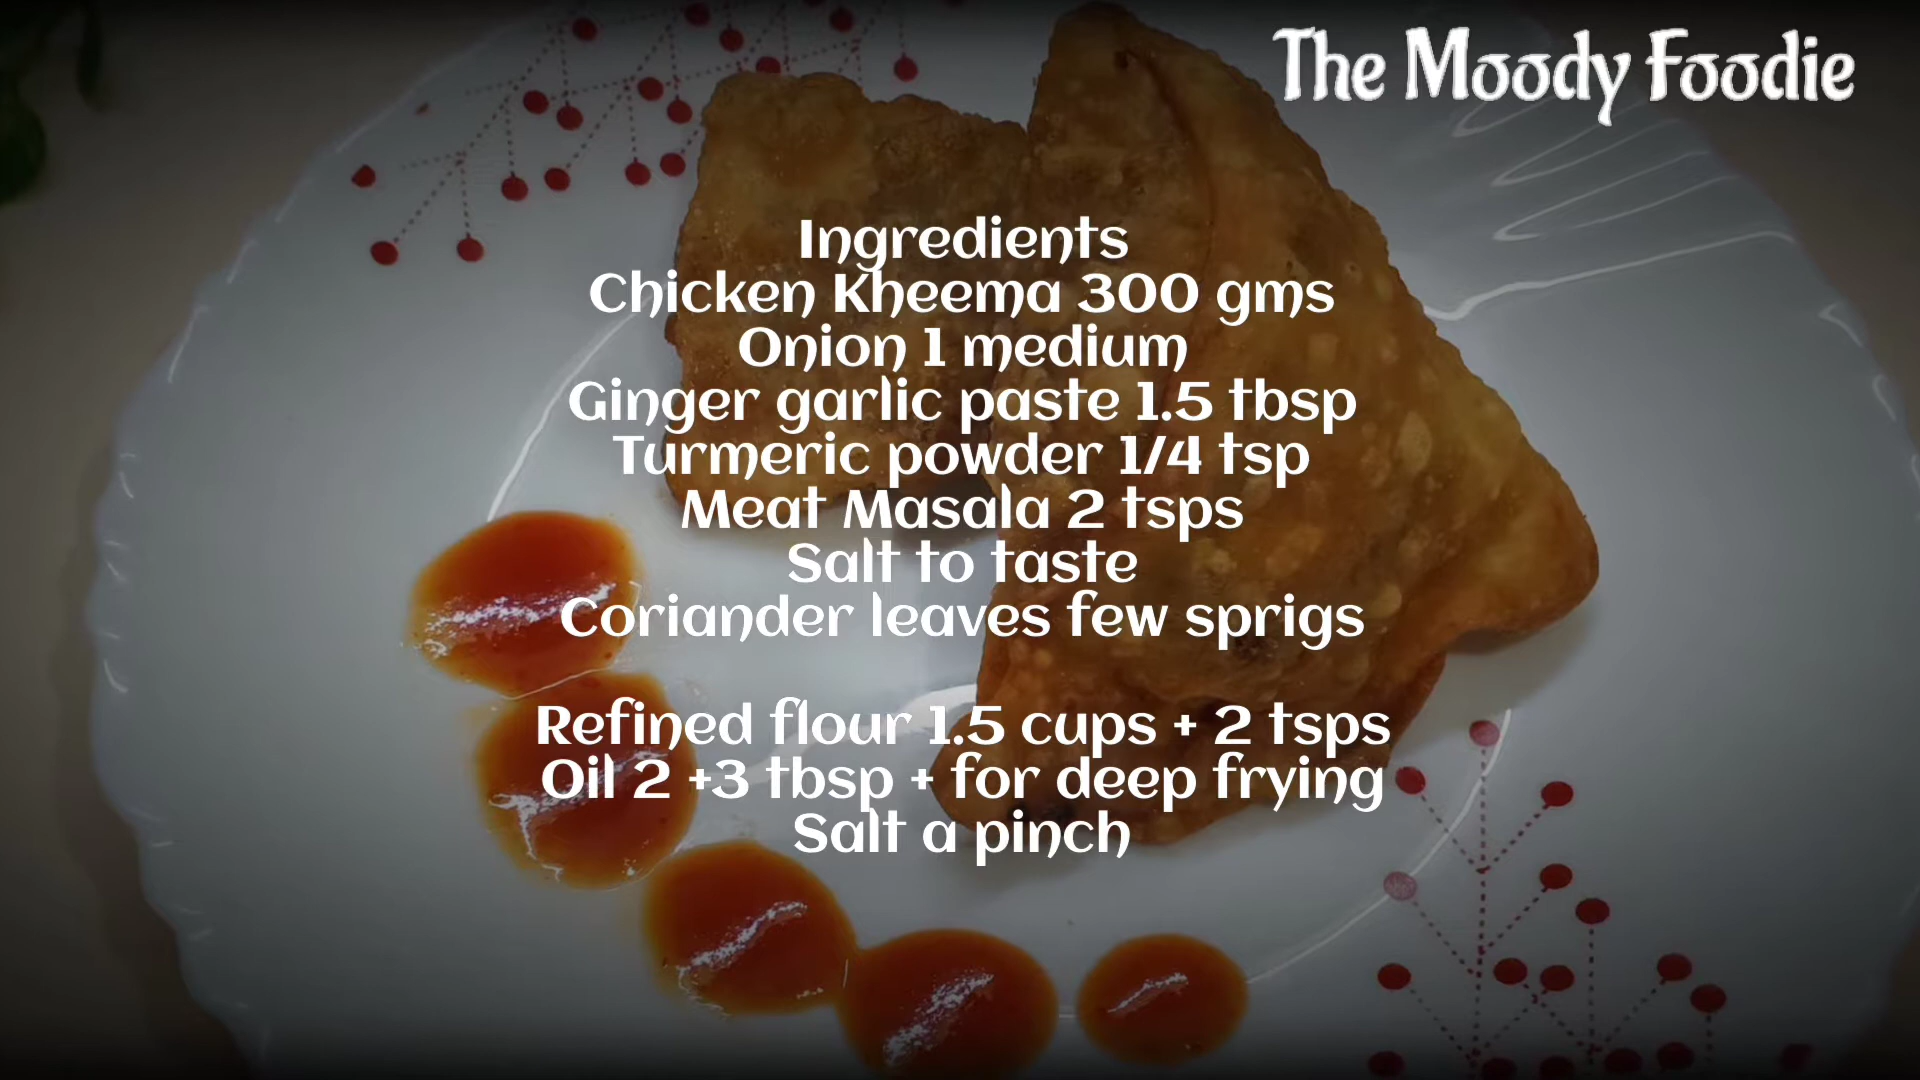 The Moody Foodie
Ingredients
Chicken Kheema 300 gms
Onion 1 medium
Ginger garlic paste 1.5 tbsp
Turmeric powder 1/4 tsp
Meat Masala 2 tsps
Salt to taste
Coriander leaves few sprigs
Refined flour 1.5 cups + 2 tsps
Oil 2 +3 tbsp + for deep frying
Salt a pinch